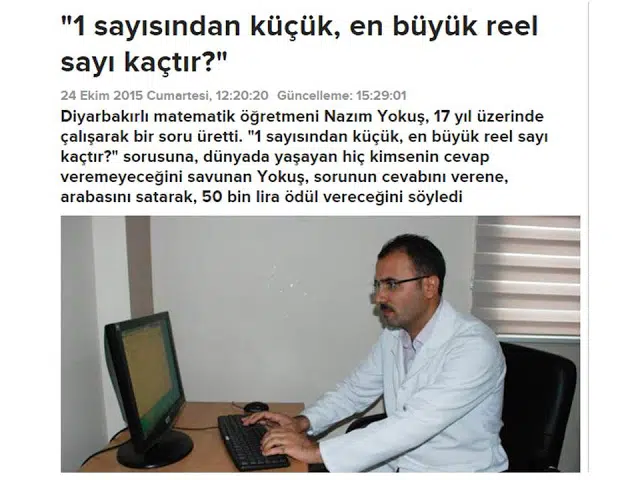 "1 sayısından küçük, en büyük reel
sayı kaçtır?"
24 Ekim 2015 Cumartesi, 12:20:20 Güncelleme: 15:29:01
Diyarbakırlı matematik öğretmeni Nazım Yokuş, 17 yıl üzerinde
çalışarak bir soru üretti. "1 sayısından küçük, en büyük reel sayı
kaçtır?" sorusuna, dünyada yaşayan hiç kimsenin cevap
veremeyeceğini savunan Yokuş, sorunun cevabını verene,
arabasını satarak, 50 bin lira ödül vereceğini söyledi